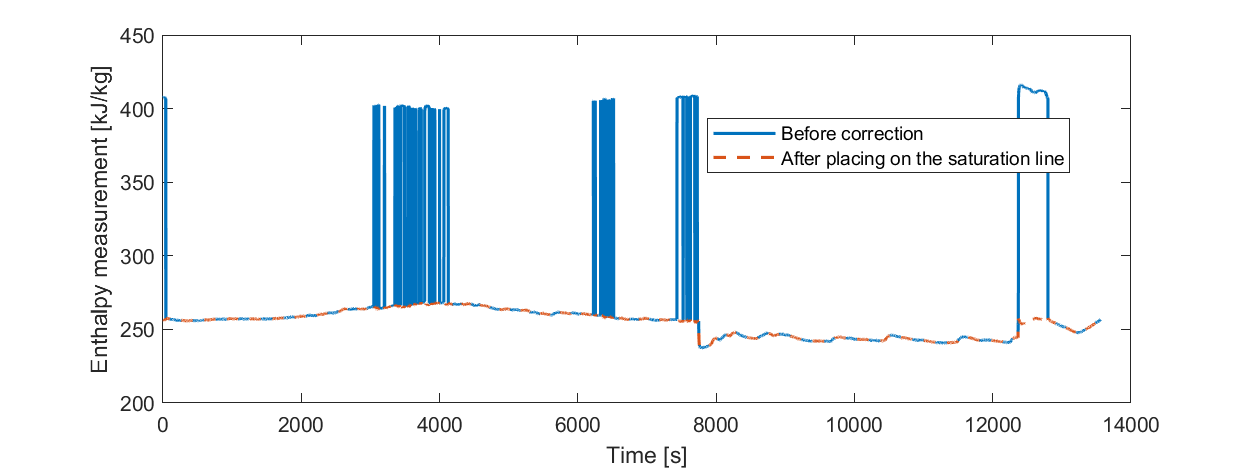 450
400
350
300
250
200
Enthalpy measurement [kJ/kg]
Before correction
After placing on the saturation line
0 2000 4000 6000 8000 10000 12000 14000
Time [s]